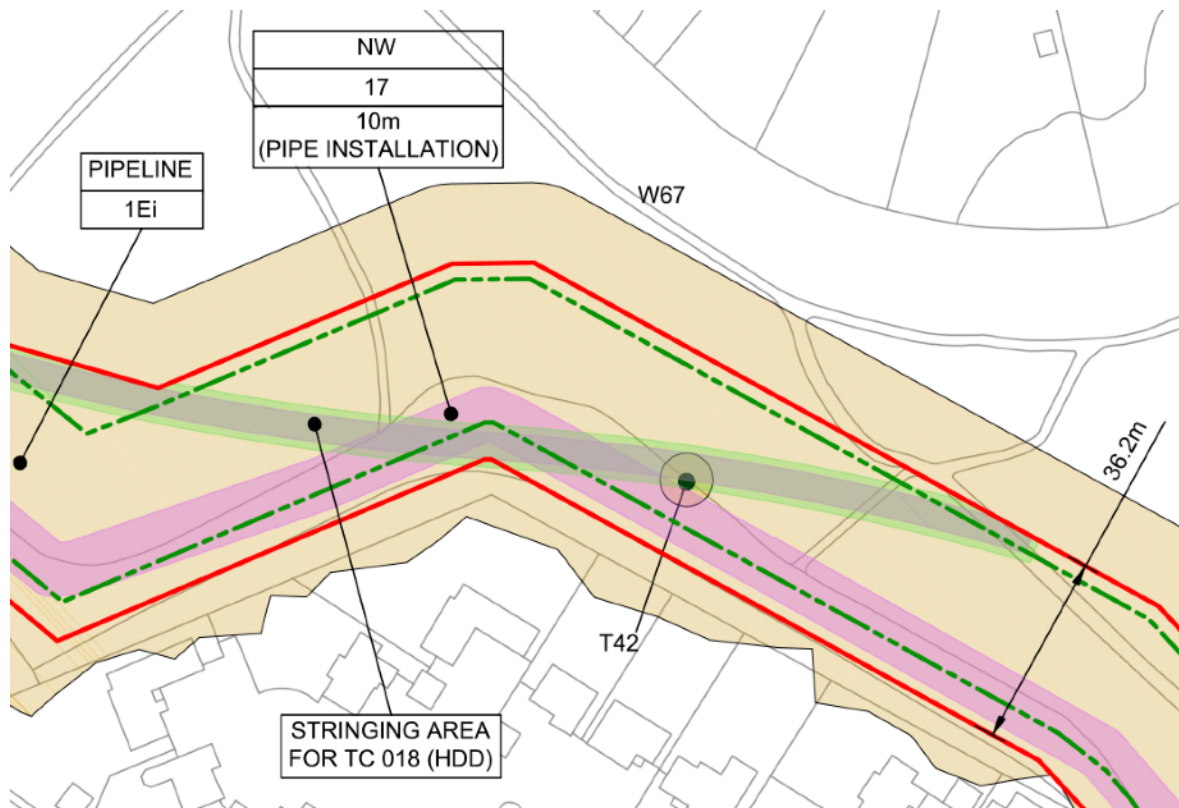 NW
17
10m
(PIPE INSTALLATION)
PIPELINE
1Ei
W67
36.2m
T42
STRINGING AREA
FOR TC 018 (HDD)